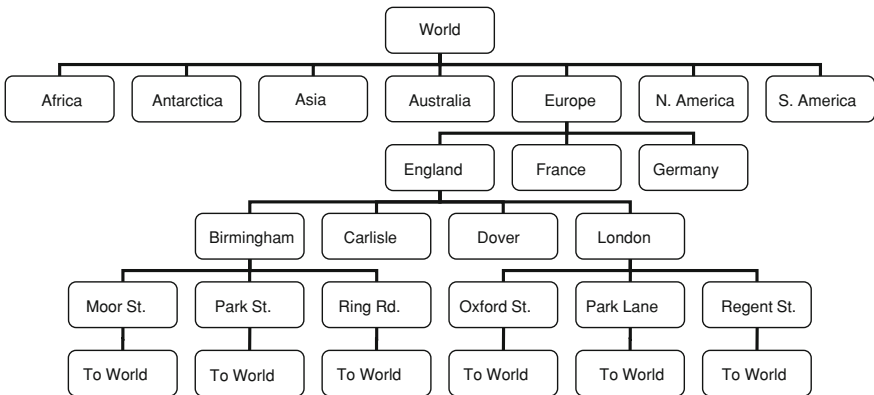 World
Africa
Antarctica
Asia
Australia
Europe
N. America
S. America
England
France
Germany
Birmingham
Carlisle
Dover
London
Moor St.
Park St.
Ring Rd.
Oxford St.
Park Lane
Regent St.
To World
To World
To World
To World
To World
To World